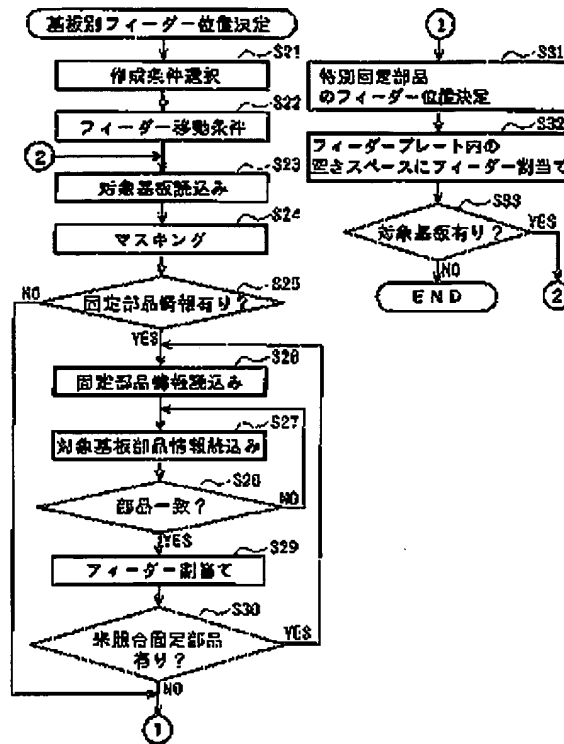 基板別フィーダー位置決定
S21
作成条件選択
S22
フィーダー移動条件
2
S23
対象基板読込み
S24
マスキング
S25
固定部品情報有り?
NO
YES
S26
固定部品情報読込み
S27
対象基板部品情報読込み
S28
部品一致?
NO
YES
S29
フィーダー割当て
S30
未照合固定部品
有り?
YES
NO
1
1
S31
特別固定部品
のフィーダー位置決定
S32
フィーダープレート内の
空きスペースにフィーダー割当て
S33
対象基板有り?
YES
NO
END
2